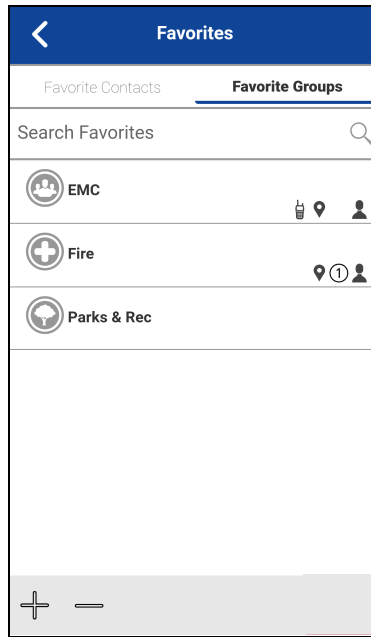 Favorites
Favorite Contacts
Favorite Groups
Search Favorites
EMC
Fire
1
Parks & Rec